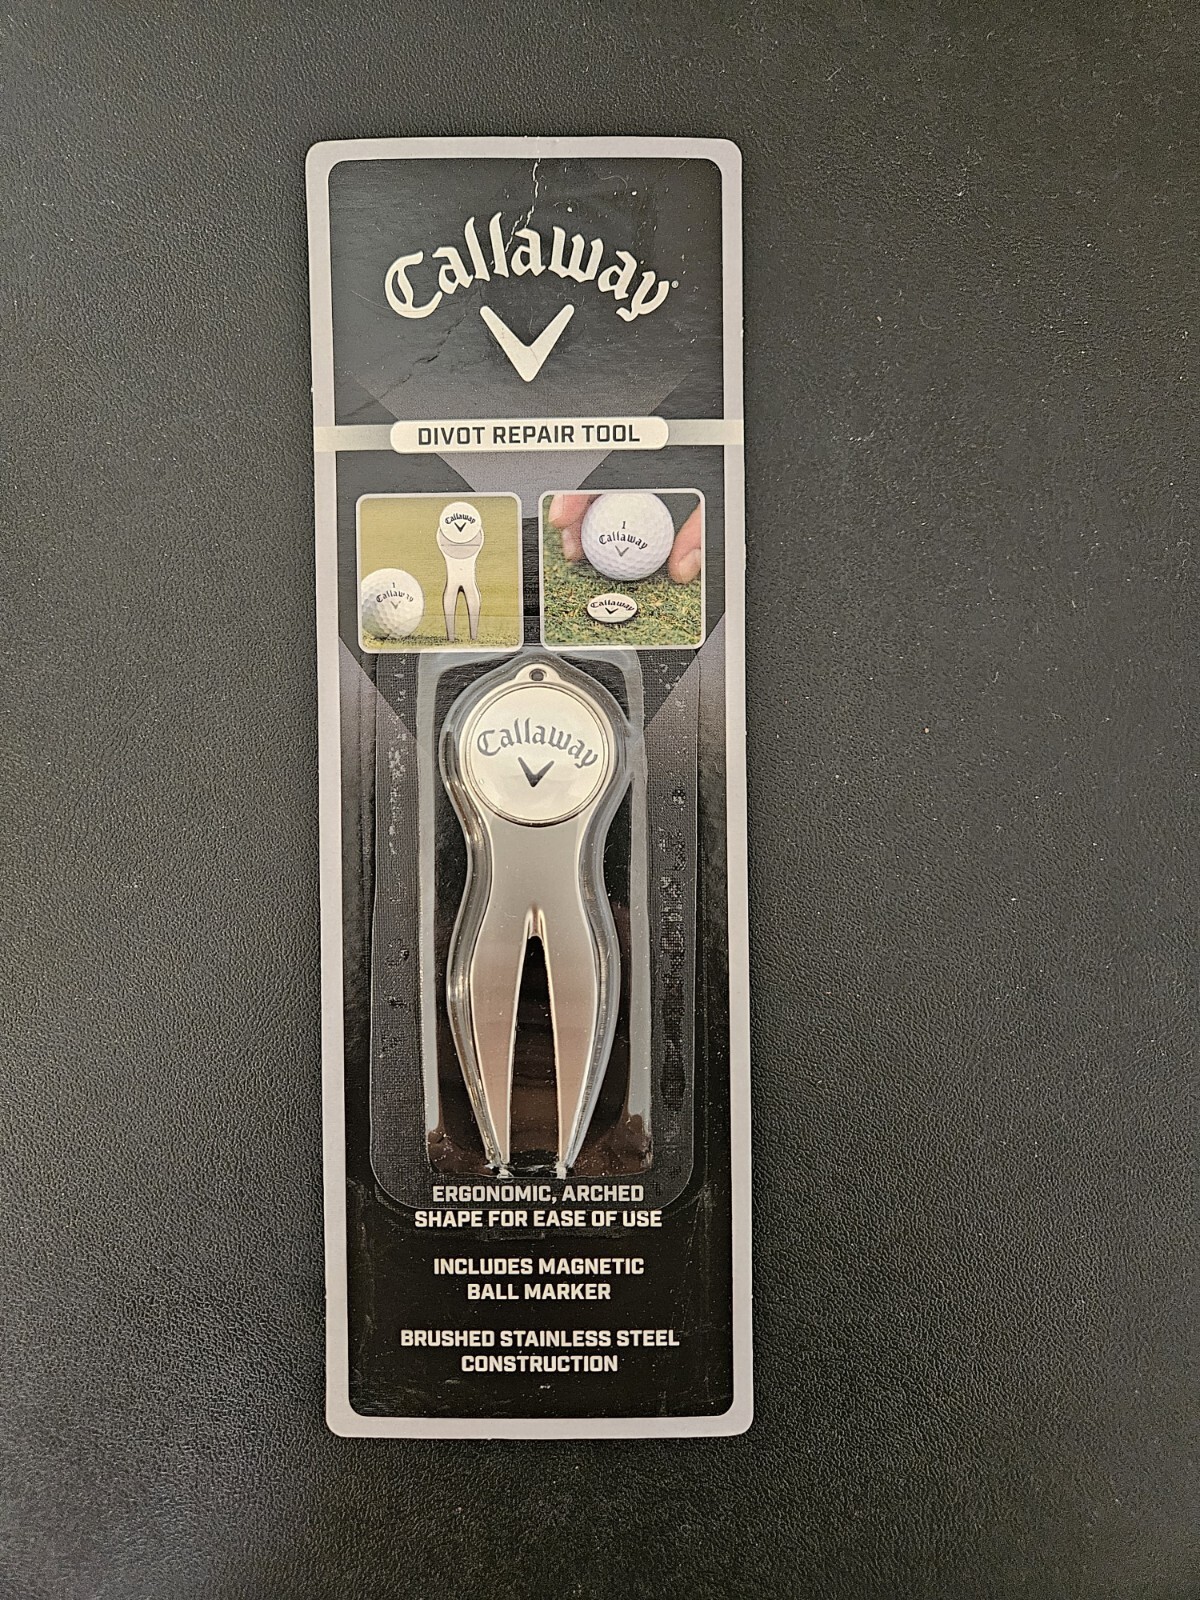 Callaway
DIVOT REPAIR TOOL
Callaway
1
Callaway
1
Callaway
Callaway
Callaway
ERGONOMIC, ARCHED
SHAPE FOR EASE OF USE
INCLUDES MAGNETIC
BALL MARKER
BRUSHED STAINLESS STEEL
CONSTRUCTION